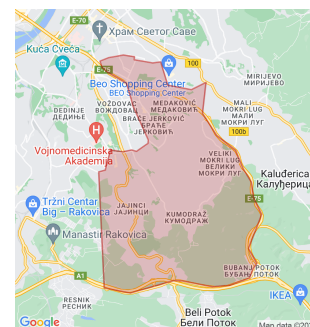 E-70
Храм Светог Саве
Kuća Cveća
E-75
100
Beo Shopping Center
BEO Shopping Center
MIRIJEVO
МИРИЈЕВО
DEDINJE
ДЕДИЊЕ
VOŽDOVAC
ВОЖДОВАЦ
MEDAKOVIĆ
МЕДАКОВИЋ
BRAĆE JERKOVIĆ
БРАЋЕ
ЈЕРКОВИЋ
MALI
MOKRI LUG
МАЛИ
МОКРИ ЛУГ
100b
Vojnomedicinska
Akademija
VELIKI
MOKRI LUG
ВЕЛИКИ
МОКРИ ЛУГ
Kaluđerica
Калуђерица
E-75
Tržni Centar
Big – Rakovica
JAJINCI
ЈАЈИНЦИ
KUMODRAŽ
КУМОДРАЖ
Manastir Rakovica
BUBANJ POTOK
БУБАЊ ПОТОК
A1
IKEA
RESNIK
РЕСНИК
Beli Potok
Бели Поток
Google
Map data ©20